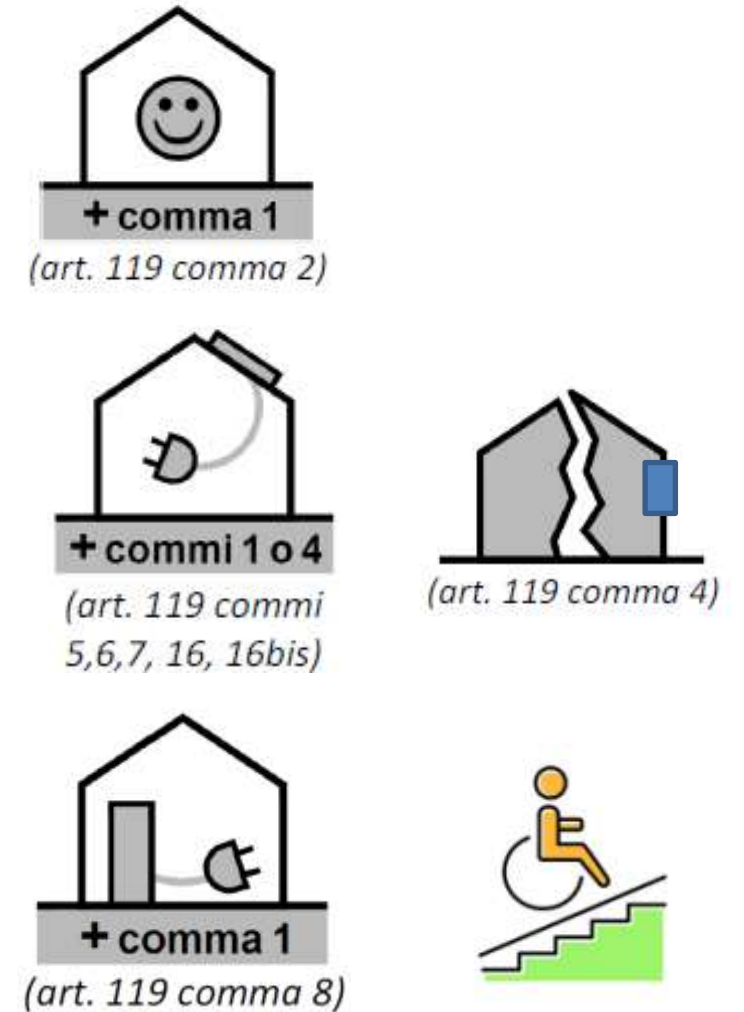 + comma 1
(art. 119 comma 2)
+ commi 1 o 4
(art. 119 commi
5,6,7, 16, 16bis)
(art. 119 comma 4)
+ comma 1
(art. 119 comma 8)